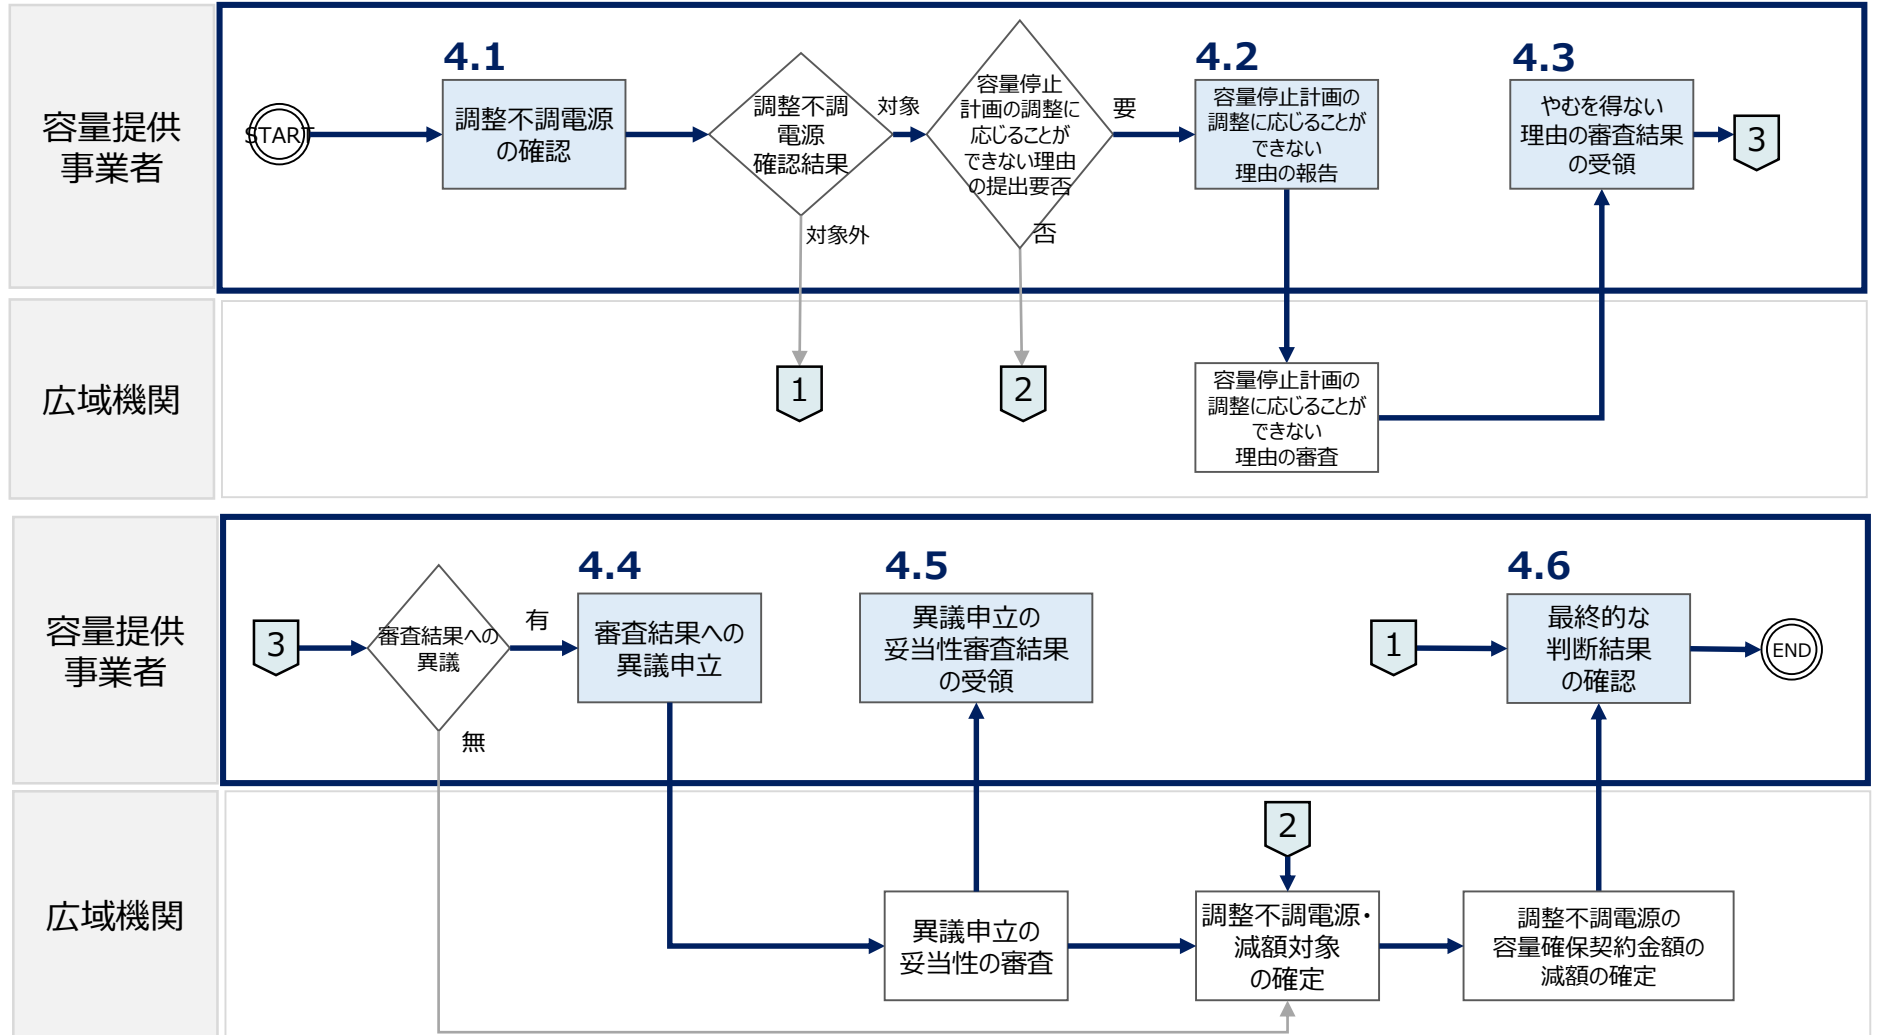 容量提供
事業者
START
4.1
調整不調電源
の確認
調整不調
電源
確認結果
対象
対象外
容量停止
計画の調整に
応じることが
できない理由
の提出要否
要
否
4.2
容量停止計画の
調整に応じることが
できない
理由の報告
4.3
やむを得ない
理由の審査結果
の受領
3
広域機関
1
2
容量停止計画の
調整に応じることが
できない
理由の審査
容量提供
事業者
3
審査結果への
異議
有
無
4.4
審査結果への
異議申立
4.5
異議申立の
妥当性審査結果
の受領
1
4.6
最終的な
判断結果
の確認
END
広域機関
異議申立の
妥当性の審査
2
調整不調電源・
減額対象
の確定
調整不調電源の
容量確保契約金額の
減額の確定